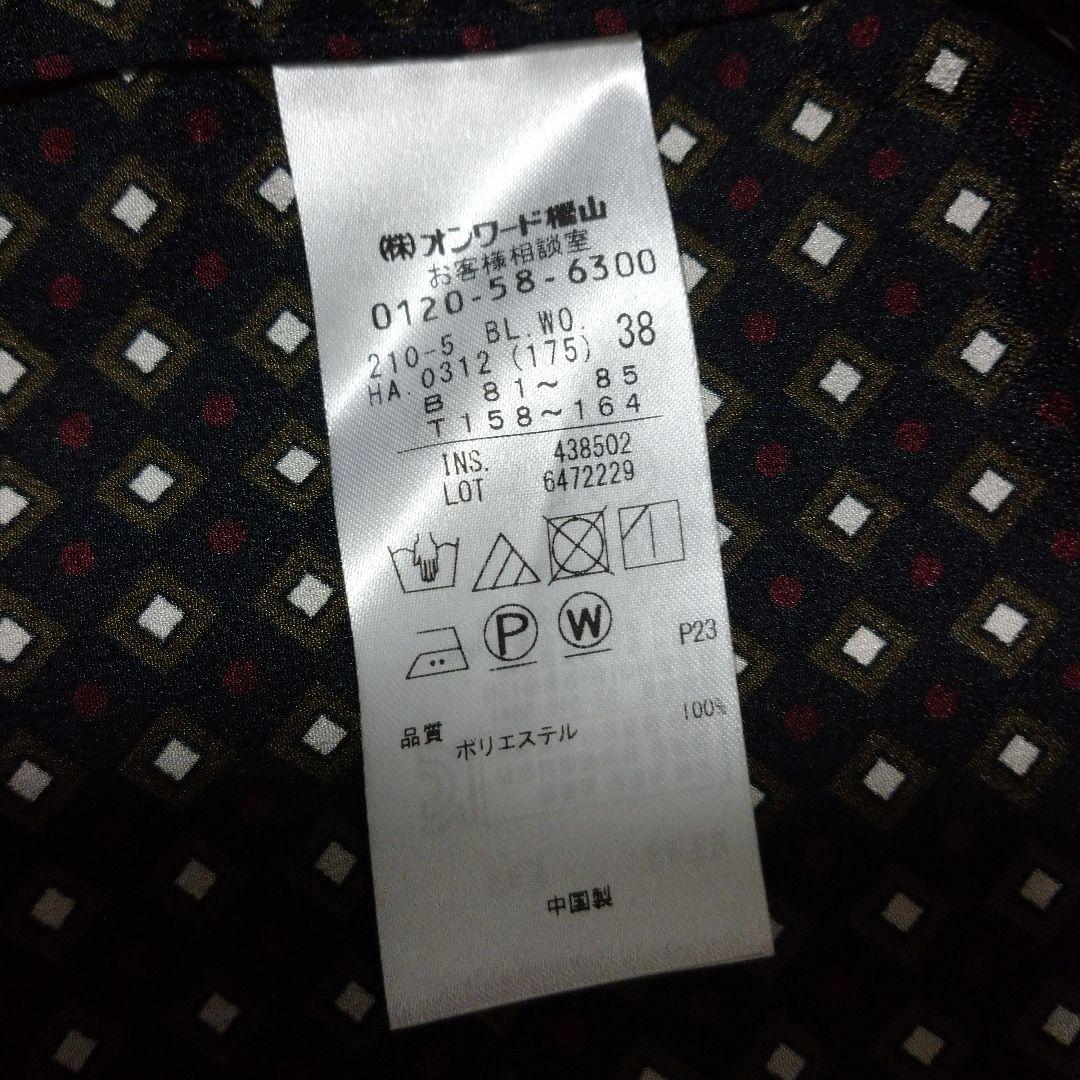 (株)オンワード樫山
お客様相談室
0120-58-6300
210-5 BL.WO. 38
HA.0312 (175)
B 81～ 85
T 158～164
INS. 438502
LOT 6472229
P W P23
品質 ポリエステル 100%
中国製